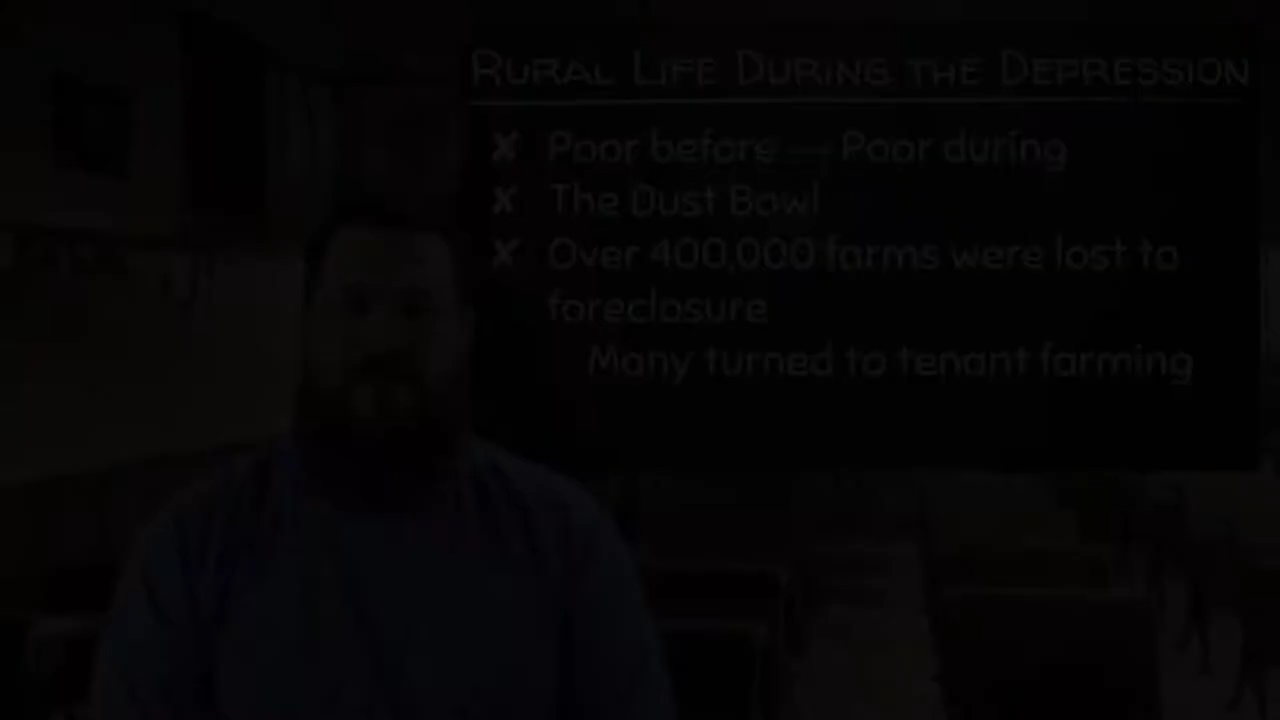 RURAL LIFE DURING THE DEPRESSION
✘ Poor before — Poor during
✘ The Dust Bowl
✘ Over 400,000 farms were lost to
foreclosure
Many turned to tenant farming